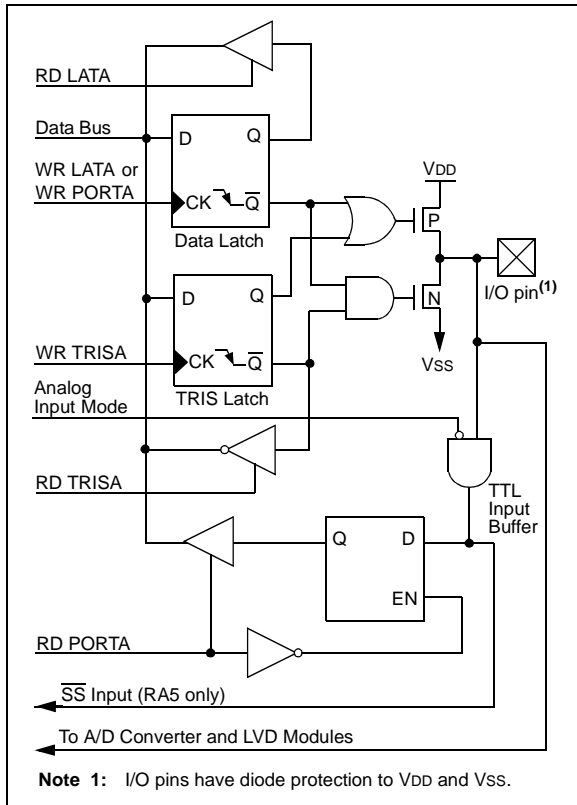 RD LATA
Data Bus
D Q
WR LATA or
WR PORTA
CK Q̅
Data Latch
VDD
P
I/O pin(1)
D Q
N
WR TRISA
CK Q̅
VSS
TRIS Latch
Analog
Input Mode
RD TRISA
TTL
Input
Buffer
Q D
EN
RD PORTA
S̅S̅ Input (RA5 only)
To A/D Converter and LVD Modules
Note 1: I/O pins have diode protection to VDD and VSS.